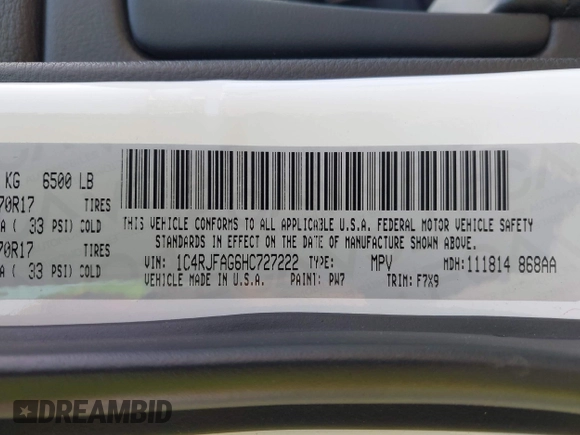 KG 6500 LB
70R17 TIRES
A ( 33 PSI) COLD
70R17 TIRES
A ( 33 PSI) COLD
THIS VEHICLE CONFORMS TO ALL APPLICABLE U.S.A. FEDERAL MOTOR VEHICLE SAFETY
STANDARDS IN EFFECT ON THE DATE OF MANUFACTURE SHOWN ABOVE.
VIN: 1C4RJFAG6HC727222 TYPE: MPV MDH:111814 868AA
VEHICLE MADE IN U.S.A. PAINT: PW7 TRIM: F7X9
DREAMBID